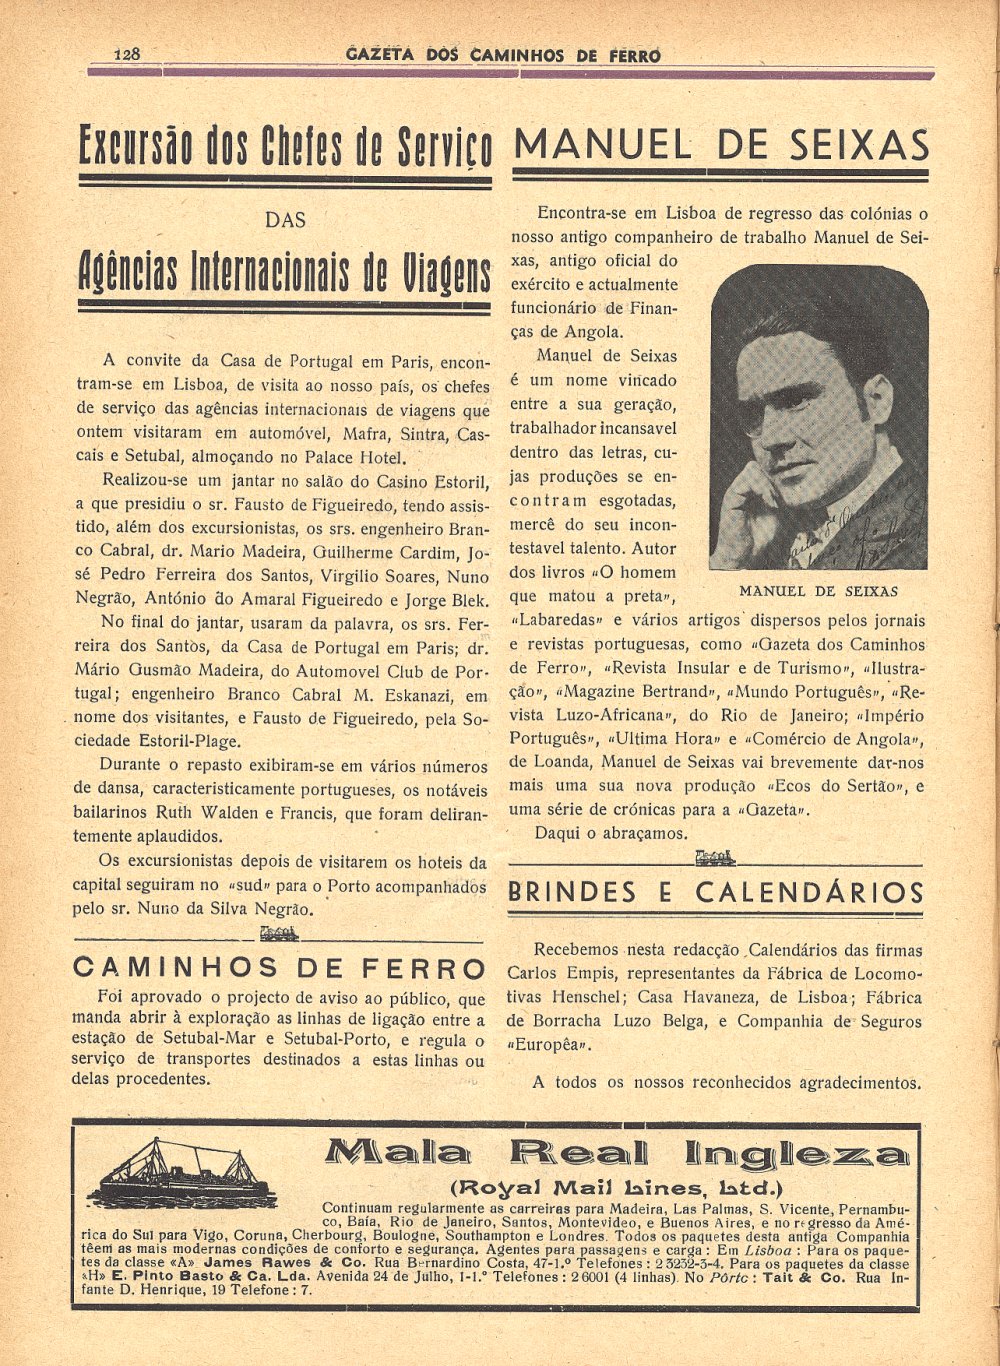 128
GAZETA DOS CAMINHOS DE FERRO
Excursão dos Chefes de Serviço
DAS
Agências Internacionais de Viagens
A convite da Casa de Portugal em Paris, encon-
tram-se em Lisboa, de visita ao nosso país, os chefes
de serviço das agências internacionais de viagens que
ontem visitaram em automóvel, Mafra, Sintra, Cas-
cais e Setubal, almoçando no Palace Hotel.
Realizou-se um jantar no salão do Casino Estoril,
a que presidiu o sr. Fausto de Figueiredo, tendo assis-
tido, além dos excursionistas, os srs. engenheiro Bran-
co Cabral, dr. Mario Madeira, Guilherme Cardim, Jo-
sé Pedro Ferreira dos Santos, Virgilio Soares, Nuno
Negrão, António do Amaral Figueiredo e Jorge Blek.
No final do jantar, usaram da palavra, os srs. Fer-
reira dos Santos, da Casa de Portugal em Paris; dr.
Mário Gusmão Madeira, do Automovel Club de Por-
tugal; engenheiro Branco Cabral M. Eskanazi, em
nome dos visitantes, e Fausto de Figueiredo, pela So-
ciedade Estoril-Plage.
Durante o repasto exibiram-se em vários números
de dansa, caracteristicamente portugueses, os notáveis
bailarinos Ruth Walden e Francis, que foram deliran-
temente aplaudidos.
Os excursionistas depois de visitarem os hoteis da
capital seguiram no «sud» para o Porto acompanhados
pelo sr. Nuno da Silva Negrão.
CAMINHOS DE FERRO
Foi aprovado o projecto de aviso ao público, que
manda abrir à exploração as linhas de ligação entre a
estação de Setubal-Mar e Setubal-Porto, e regula o
serviço de transportes destinados a estas linhas ou
delas procedentes.
MANUEL DE SEIXAS
Encontra-se em Lisboa de regresso das colónias o
nosso antigo companheiro de trabalho Manuel de Sei-
xas, antigo oficial do
exército e actualmente
funcionário de Finan-
ças de Angola.
Manuel de Seixas
é um nome vincado
entre a sua geração,
trabalhador incansavel
dentro das letras, cu-
jas produções se en-
contram esgotadas,
mercê do seu incon-
testavel talento. Autor
dos livros «O homem
que matou a preta»,
MANUEL DE SEIXAS
«Labaredas» e vários artigos dispersos pelos jornais
e revistas portuguesas, como «Gazeta dos Caminhos
de Ferro», «Revista Insular e de Turismo», «Ilustra-
ção», «Magazine Bertrand», «Mundo Português», «Re-
vista Luzo-Africana», do Rio de Janeiro; «Império
Português», «Ultima Hora» e «Comércio de Angola»,
de Loanda, Manuel de Seixas vai brevemente dar-nos
mais uma sua nova produção «Ecos do Sertão», e
uma série de crónicas para a «Gazeta».
Daqui o abraçamos.
BRINDES E CALENDÁRIOS
Recebemos nesta redacção Calendários das firmas
Carlos Empis, representantes da Fábrica de Locomo-
tivas Henschel; Casa Havaneza, de Lisboa; Fábrica
de Borracha Luzo Belga, e Companhia de Seguros
«Europêa».
A todos os nossos reconhecidos agradecimentos.
Mala Real Ingleza
(Royal Mail Lines, Ltd.)
Continuam regularmente as carreiras para Madeira, Las Palmas, S. Vicente, Pernambu-
co, Baía, Rio de Janeiro, Santos, Montevideo, e Buenos Aires, e no regresso da Amé-
rica do Sul para Vigo, Coruna, Cherbourg, Boulogne, Southampton e Londres. Todos os paquetes desta antiga Companhia
têem as mais modernas condições de conforto e segurança. Agentes para passagens e carga: Em Lisboa: Para os paque-
tes da classe «A» James Rawes & Co. Rua Bernardino Costa, 47-1.º Telefones: 23232-3-4. Para os paquetes da classe
«H» E. Pinto Basto & Ca. Lda. Avenida 24 de Julho, 1-1.º Telefones: 26001 (4 linhas). No Pôrto: Tait & Co. Rua In-
fante D. Henrique, 19 Telefone: 7.